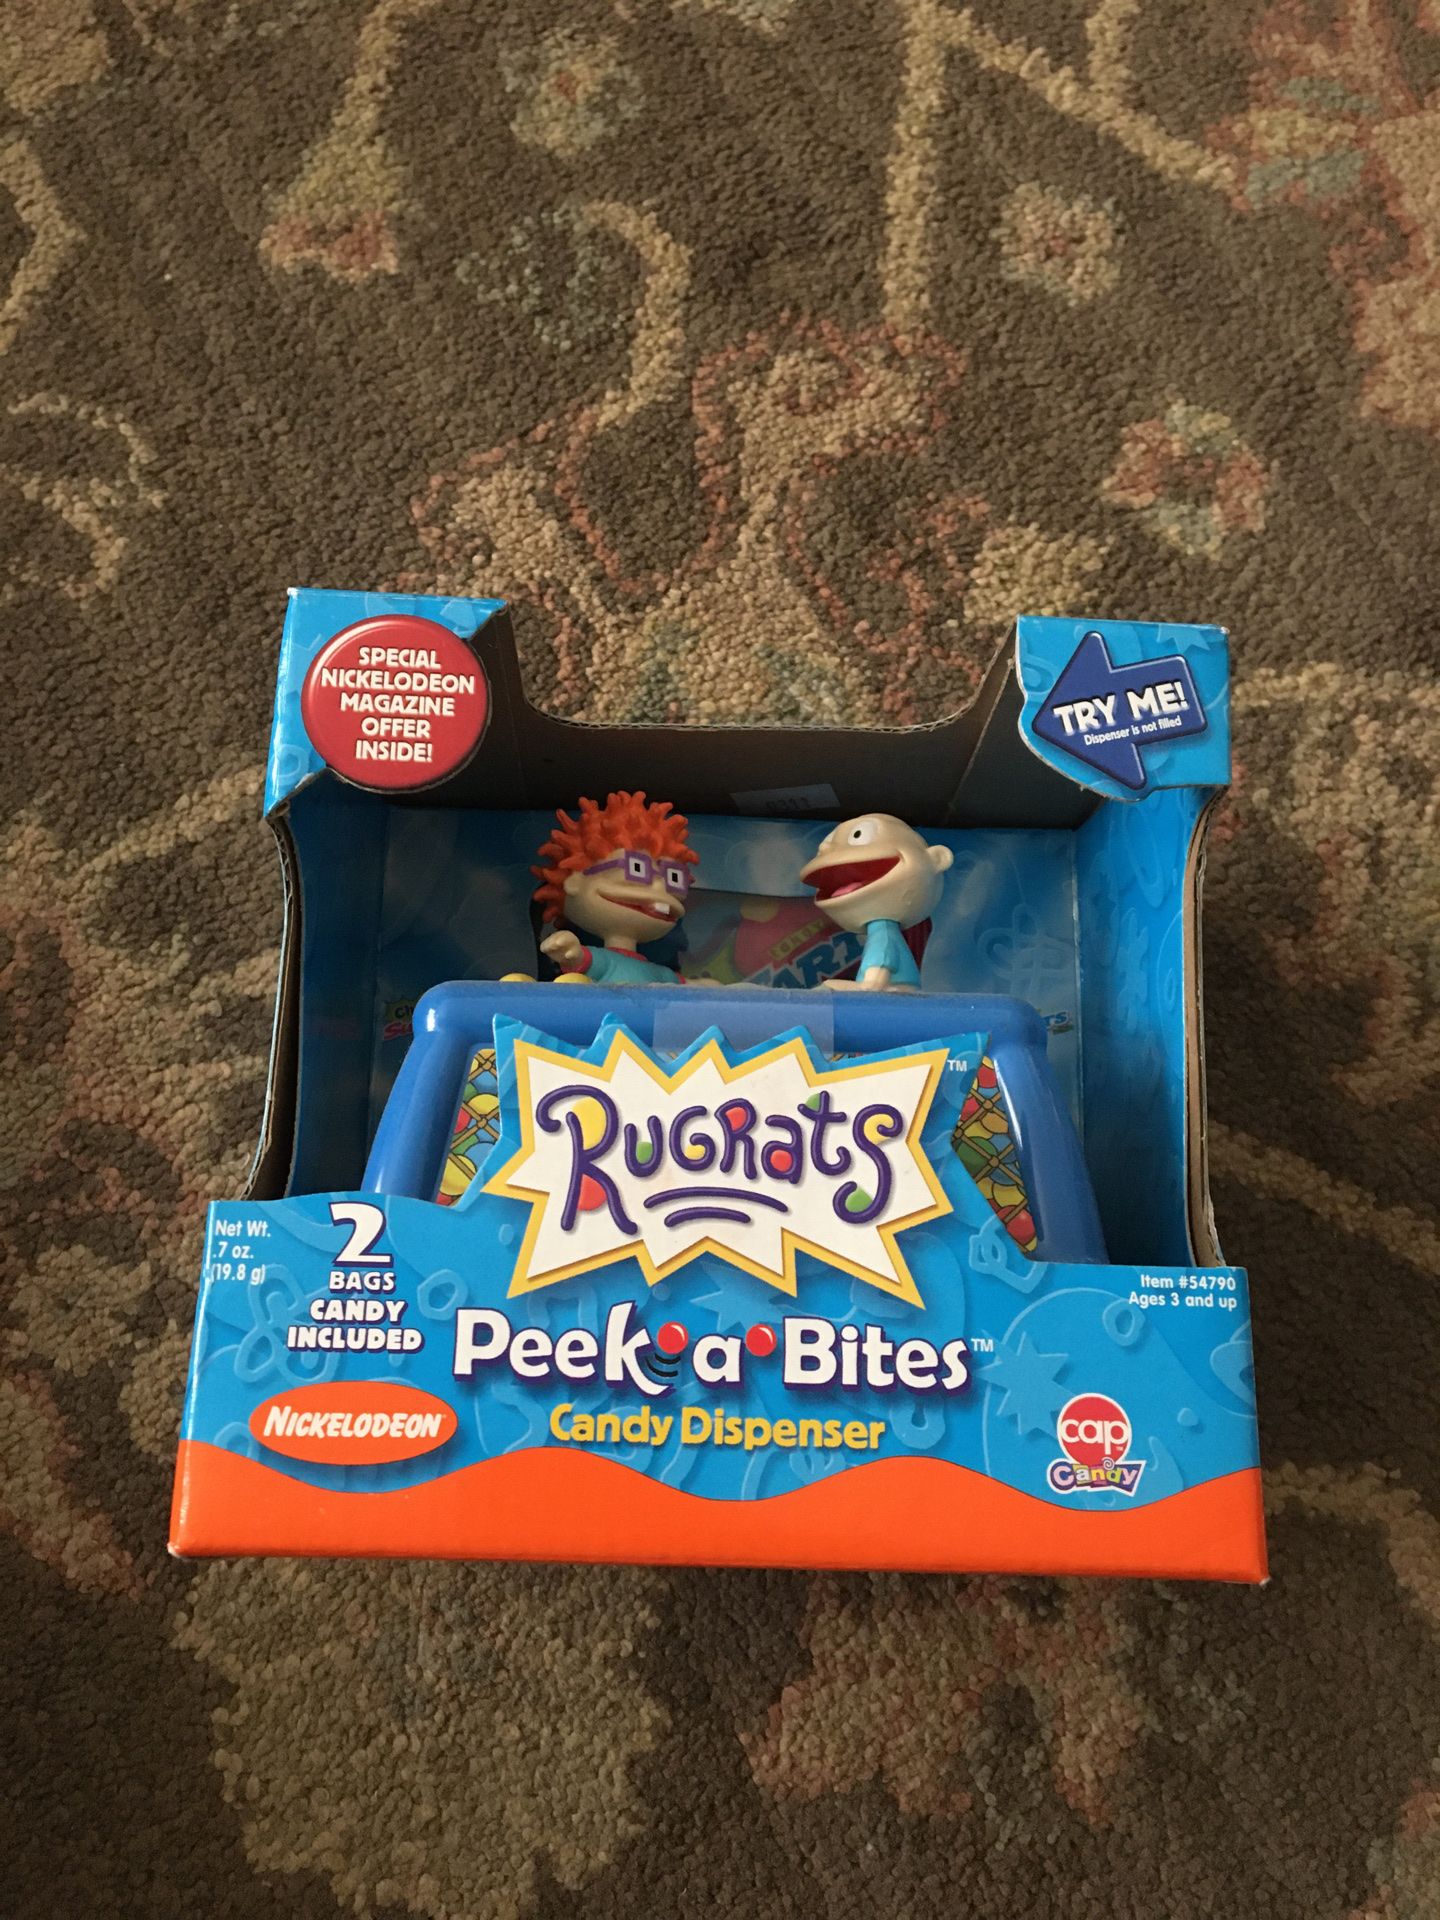 SPECIAL
NICKELODEON
MAGAZINE
OFFER
INSIDE!
TRY ME!
Dispenser is not filled
RUGRatS
™
Net Wt.
.7 oz.
(19.8 g)
2
BAGS
CANDY
INCLUDED
Item #54790
Ages 3 and up
Peek·a·Bites™
NICKELODEON
Candy Dispenser
cap
Candy